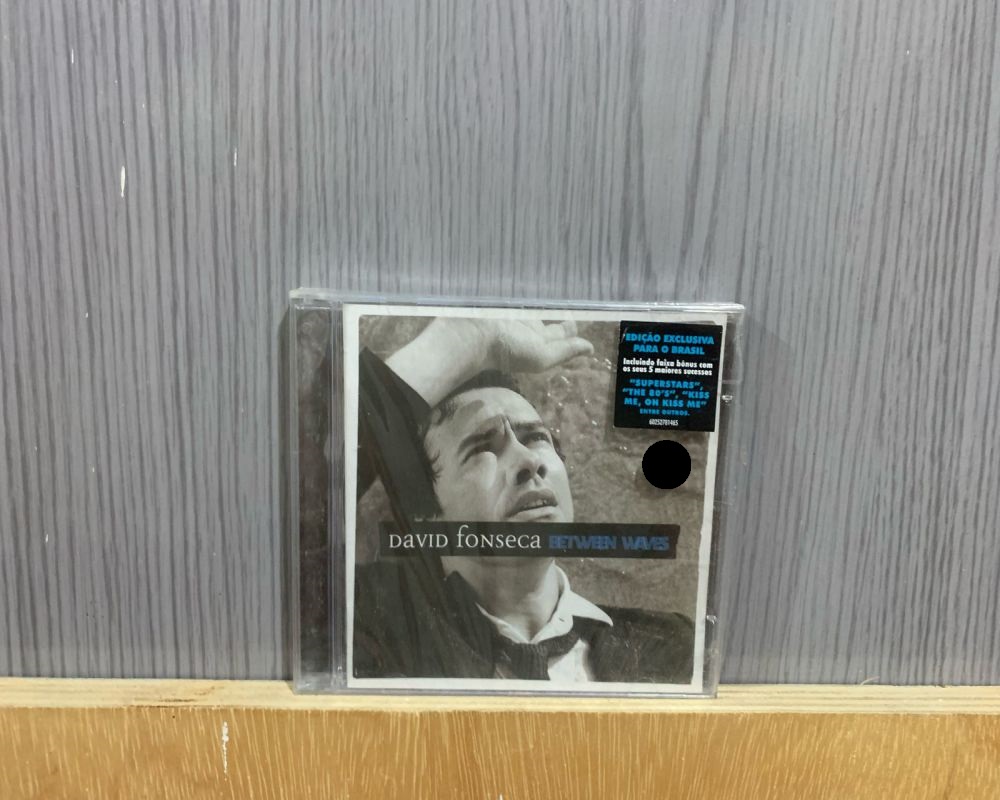 EDIÇÃO EXCLUSIVA
PARA O BRASIL
Incluindo faixa bônus com
os seus 5 maiores sucessos
"SUPERSTARS",
"THE 80'S", "KISS
ME, OH KISS ME"
ENTRE OUTROS.
60252781465
DAVID FONSECA BETWEEN WAVES